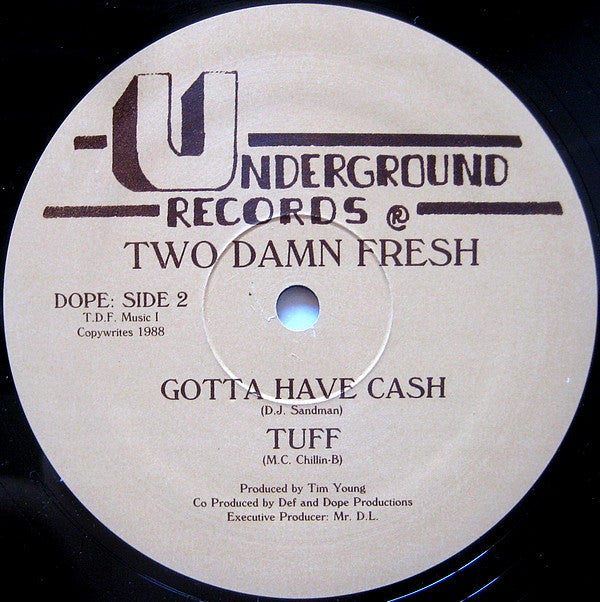 UNDERGROUND
RECORDS ®
TWO DAMN FRESH
DOPE: SIDE 2
T.D.F. Music I
Copywrites 1988
GOTTA HAVE CASH
(D.J. Sandman)
TUFF
(M.C. Chillin-B)
Produced by Tim Young
Co Produced by Def and Dope Productions
Executive Producer: Mr. D.L.